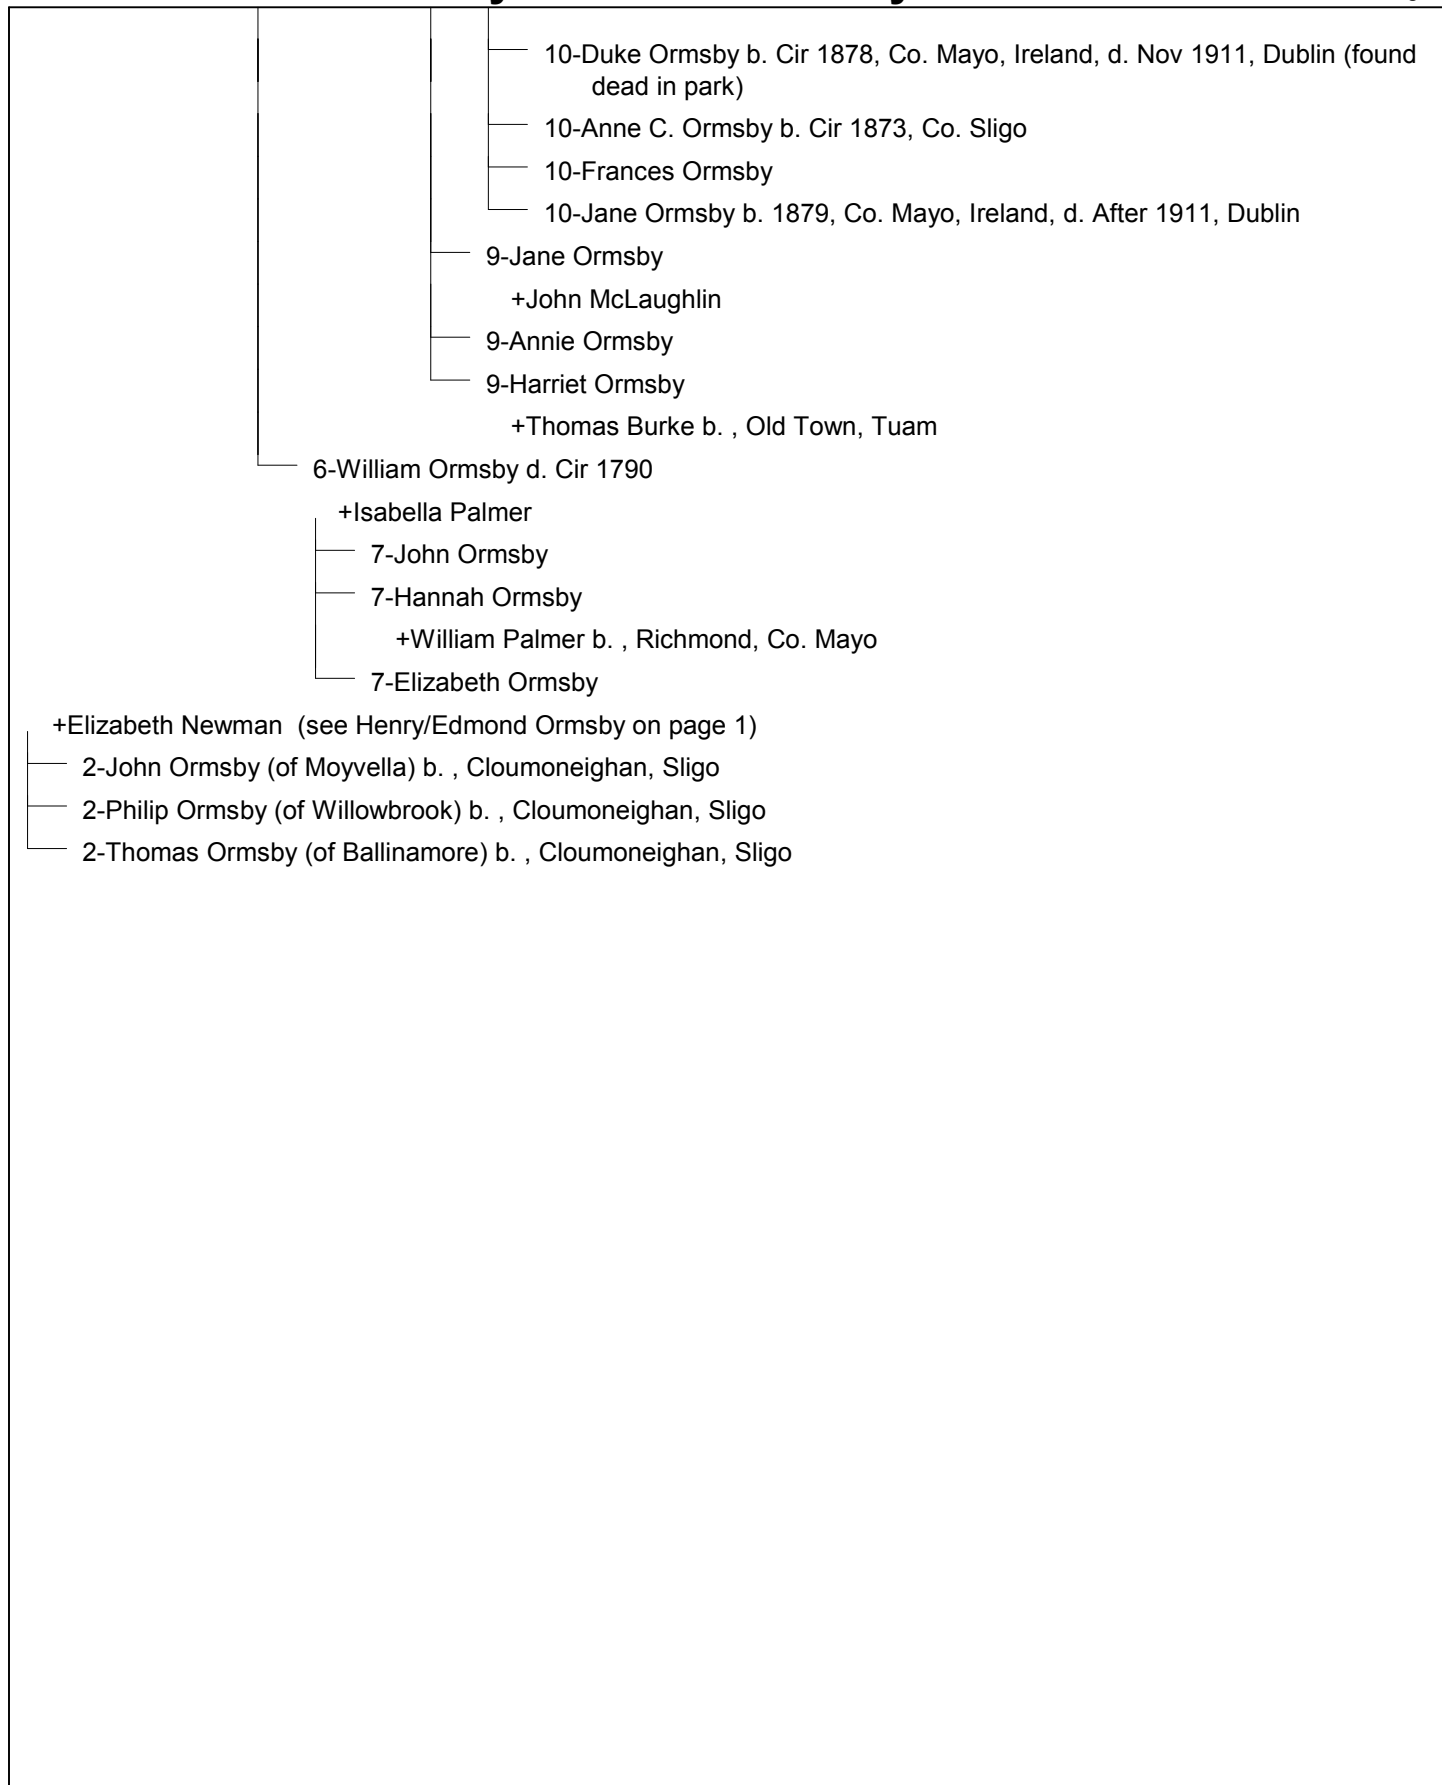 10-Duke Ormsby b. Cir 1878, Co. Mayo, Ireland, d. Nov 1911, Dublin (found
dead in park)
10-Anne C. Ormsby b. Cir 1873, Co. Sligo
10-Frances Ormsby
10-Jane Ormsby b. 1879, Co. Mayo, Ireland, d. After 1911, Dublin
9-Jane Ormsby
+John McLaughlin
9-Annie Ormsby
9-Harriet Ormsby
+Thomas Burke b. , Old Town, Tuam
6-William Ormsby d. Cir 1790
+Isabella Palmer
7-John Ormsby
7-Hannah Ormsby
+William Palmer b. , Richmond, Co. Mayo
7-Elizabeth Ormsby
+Elizabeth Newman  (see Henry/Edmond Ormsby on page 1)
2-John Ormsby (of Moyvella) b. , Cloumoneighan, Sligo
2-Philip Ormsby (of Willowbrook) b. , Cloumoneighan, Sligo
2-Thomas Ormsby (of Ballinamore) b. , Cloumoneighan, Sligo